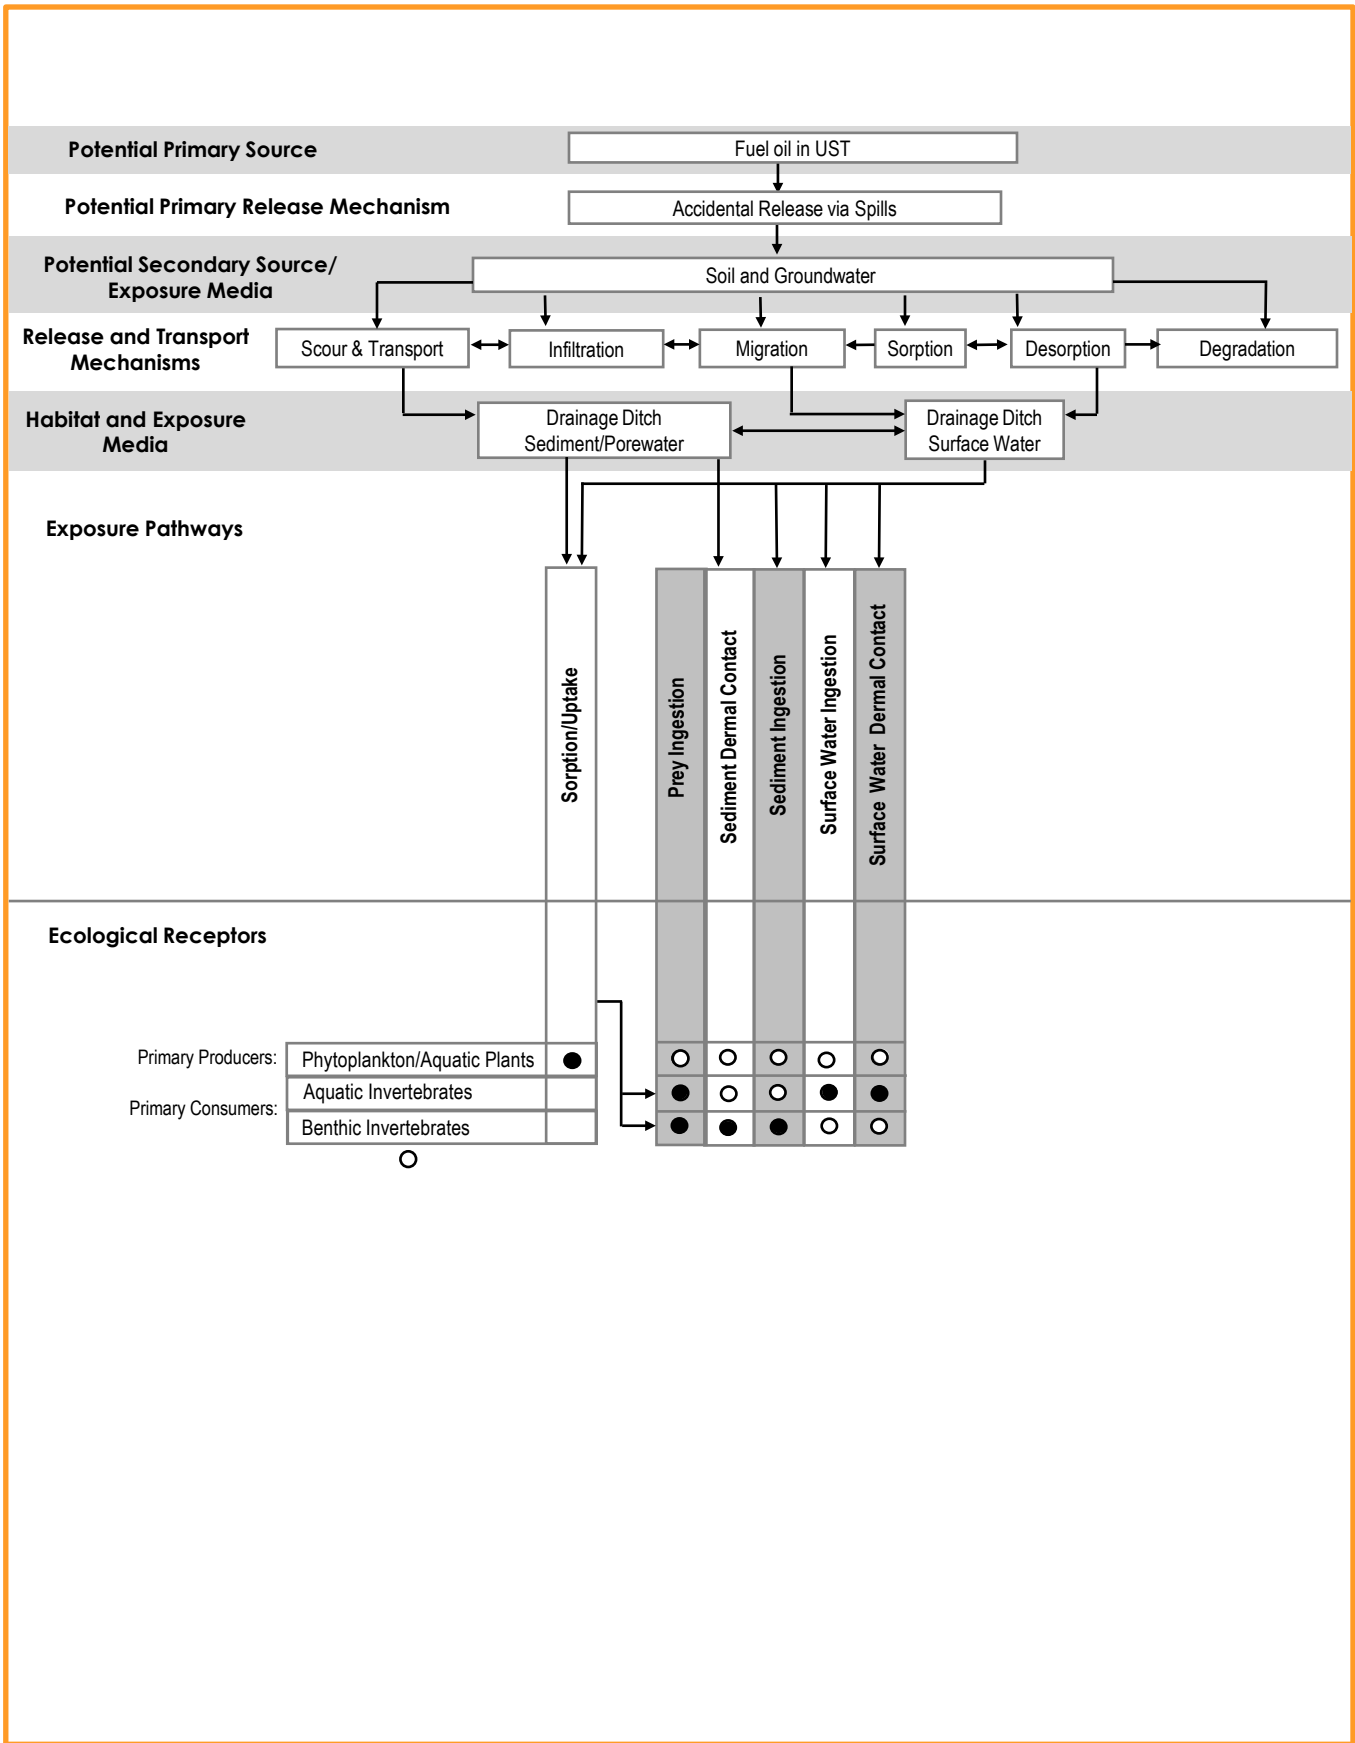 Potential Primary Source
Fuel oil in UST
Potential Primary Release Mechanism
Accidental Release via Spills
Potential Secondary Source/
Exposure Media
Soil and Groundwater
Release and Transport
Mechanisms
Scour & Transport
Infiltration
Migration
Sorption
Desorption
Degradation
Habitat and Exposure
Media
Drainage Ditch
Sediment/Porewater
Drainage Ditch
Surface Water
Exposure Pathways
Sorption/Uptake
Prey Ingestion
Sediment Dermal Contact
Sediment Ingestion
Surface Water Ingestion
Surface Water Dermal Contact
Ecological Receptors
Primary Producers:
Phytoplankton/Aquatic Plants
Primary Consumers:
Aquatic Invertebrates
Benthic Invertebrates